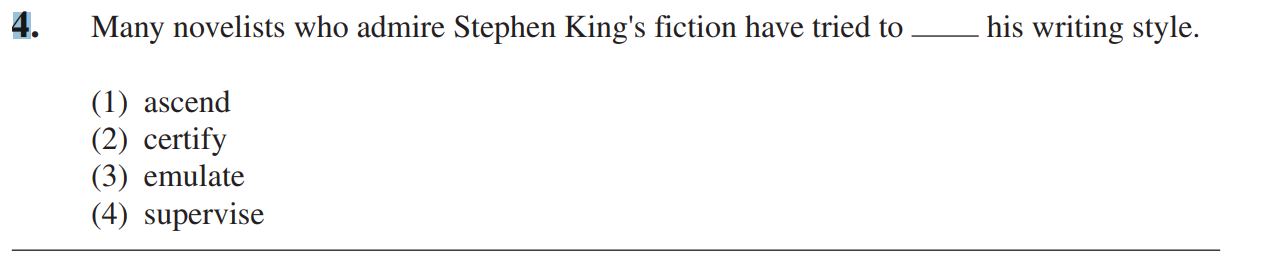 4. Many novelists who admire Stephen King's fiction have tried to ____ his writing style.
(1) ascend
(2) certify
(3) emulate
(4) supervise